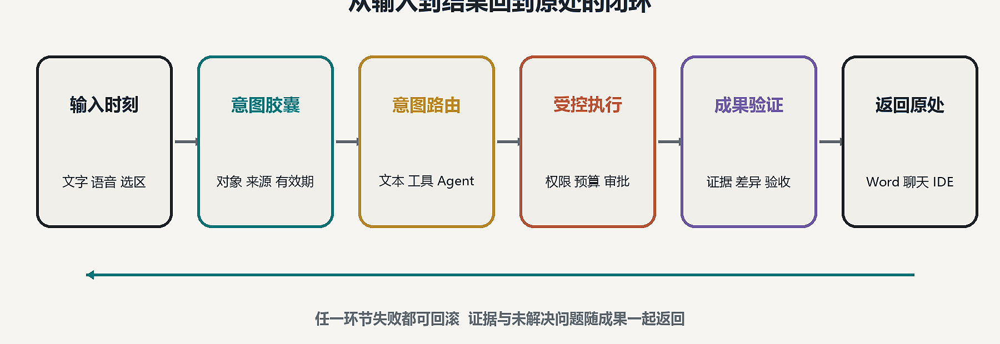 从输入到结果回到原处的闭环
输入时刻
文字 语音 选区
意图胶囊
对象 来源 有效期
意图路由
文本 工具 Agent
受控执行
权限 预算 审批
成果验证
证据 差异 验收
返回原处
Word 聊天 IDE
任一环节失败都可回滚 证据与未解决问题随成果一起返回